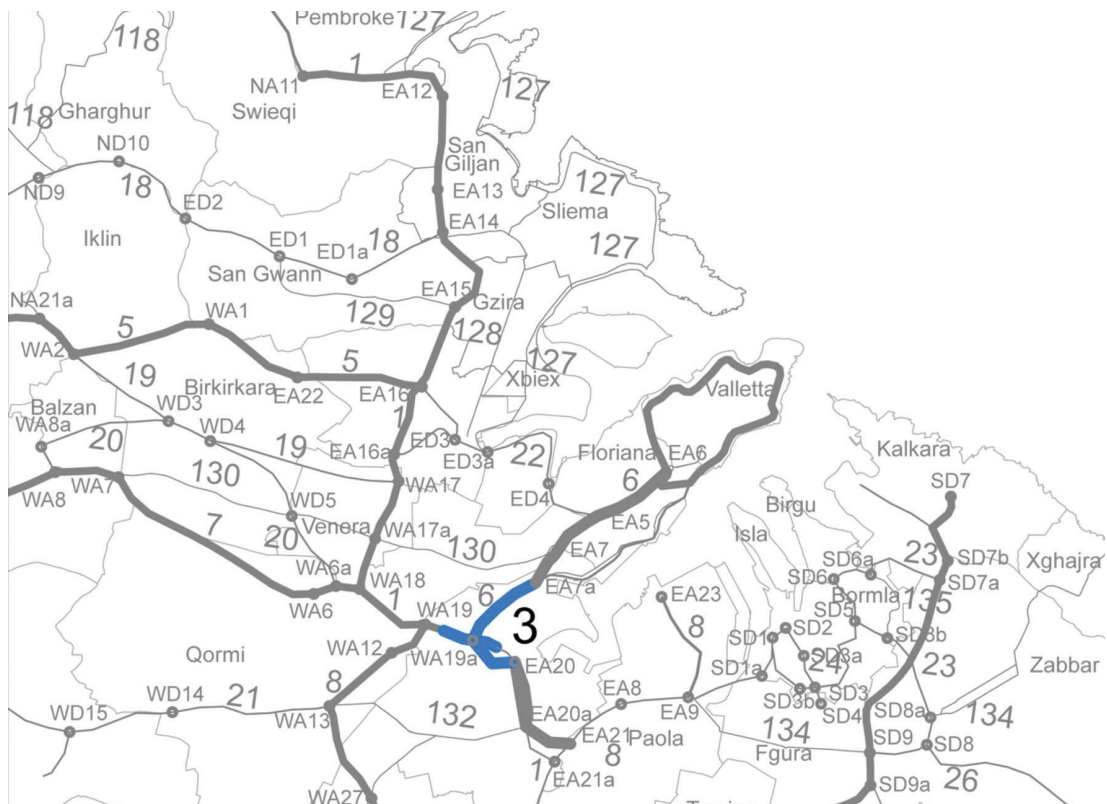 Pembroke
127
118
NA11
1
EA12
127
118
Gharghur
Swieqi
ND10
San
Giljan
127
ND9
18
EA13
Sliema
ED2
EA14
Iklin
ED1
ED1a
18
127
San Gwann
NA21a
EA15
Gzira
129
128
5
WA1
WA2
5
127
Xbiex
Valletta
19
Birkirkara
EA22
EA16
1
Balzan
WA8a
WD3
WD4
ED3
Kalkara
20
19
EA16a
ED3a
22
Floriana
EA6
130
6
SD7
WA8
WA7
WA17
ED4
Birgu
WD5
EA5
7
Venera
WA17a
Isla
20
130
EA7
SD6a
23
SD7b
Xghajra
WA6a
WA18
EA7a
SD6
SD7a
Bormla
135
WA6
1
WA19
6
EA23
SD5
3
8
SD2
SD1
SD8b
WA12
WA19a
SD3a
23
Qormi
EA20
24
Zabbar
8
SD1a
WD14
21
SD3
SD3b
WD15
WA13
132
EA20a
EA8
EA9
SD4
SD8a
134
EA21
Paola
134
SD9
SD8
8
Fgura
1
EA21a
26
WA27
SD9a